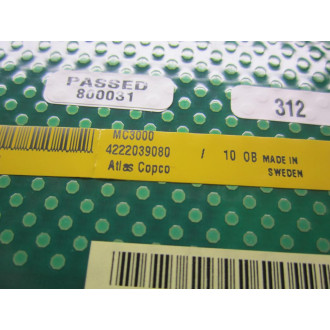 PASSED
800031
312
MC3000
4222039080 / 10 08 MADE IN
Atlas Copco SWEDEN